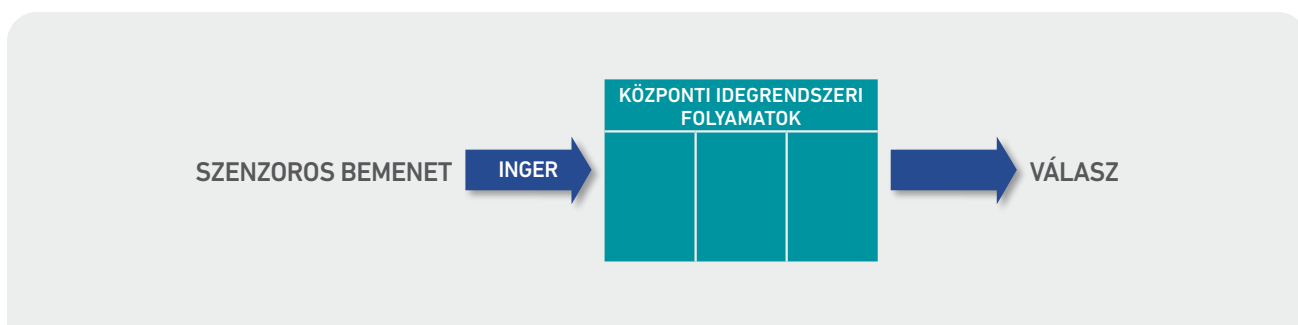 KÖZPONTI IDEGRENDSZERI
FOLYAMATOK
SZENZOROS BEMENET
INGER
VÁLASZ